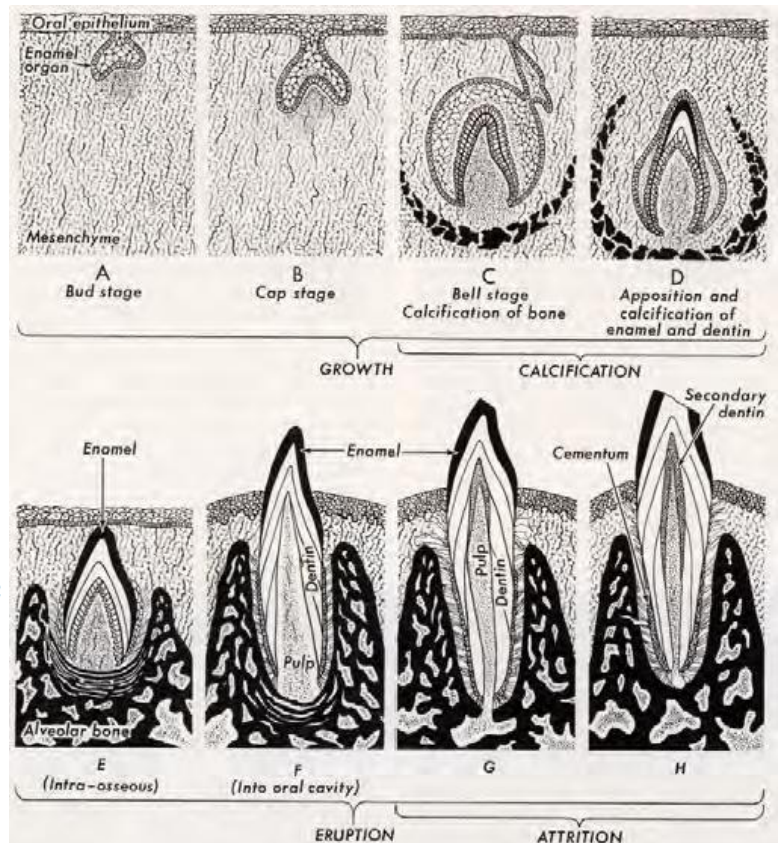 Oral epithelium
Enamel
organ
Mesenchyme
A
Bud stage
B
Cap stage
C
Bell stage
Calcification of bone
D
Apposition and
calcification of
enamel and dentin
GROWTH
CALCIFICATION
Enamel
Enamel
Cementum
Secondary
dentin
Dentin
Pulp
Pulp
Dentin
Alveolar bone
E
(Intra-osseous)
F
(Into oral cavity)
G
H
ERUPTION
ATTRITION